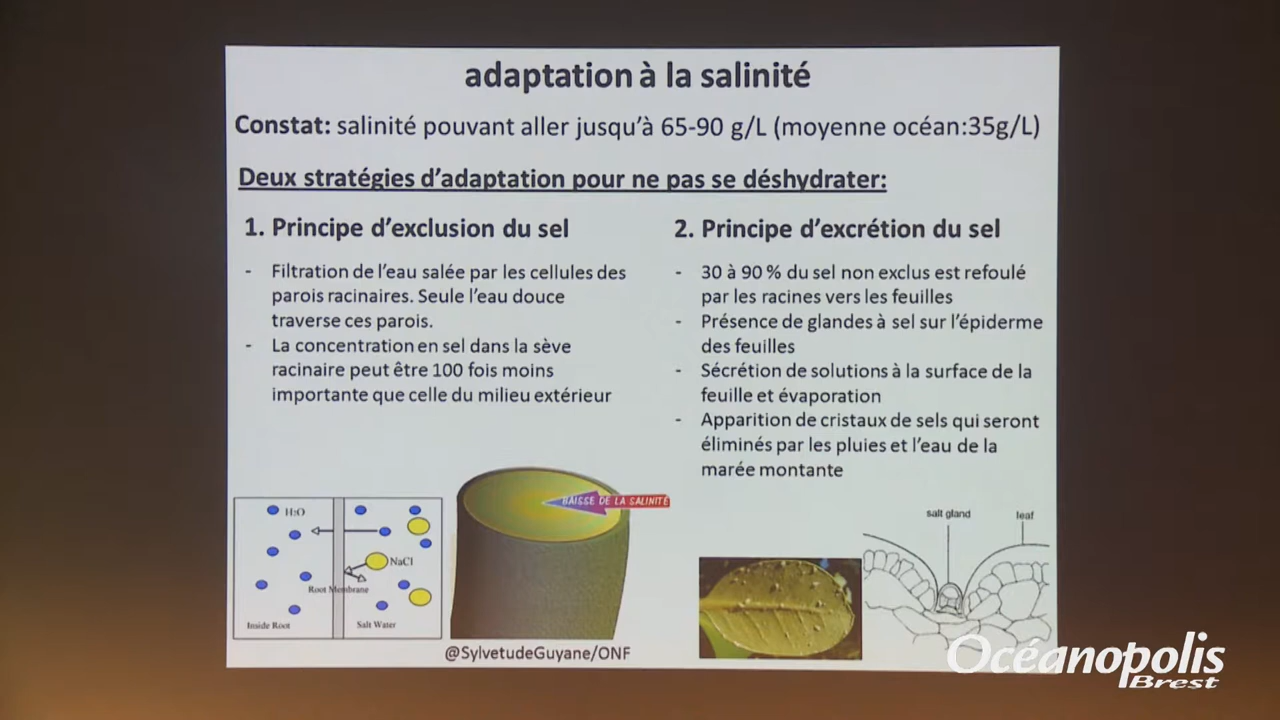 adaptation à la salinité
Constat: salinité pouvant aller jusqu'à 65-90 g/L (moyenne océan:35g/L)
Deux stratégies d'adaptation pour ne pas se déshydrater:
1. Principe d'exclusion du sel
- Filtration de l'eau salée par les cellules des
parois racinaires. Seule l'eau douce
traverse ces parois.
- La concentration en sel dans la sève
racinaire peut être 100 fois moins
importante que celle du milieu extérieur
H2O
NaCl
Root Membrane
Inside Root
Salt Water
BAISSE DE LA SALINITÉ
@SylvetudeGuyane/ONF
2. Principe d'excrétion du sel
- 30 à 90 % du sel non exclus est refoulé
par les racines vers les feuilles
- Présence de glandes à sel sur l'épiderme
des feuilles
- Sécrétion de solutions à la surface de la
feuille et évaporation
- Apparition de cristaux de sels qui seront
éliminés par les pluies et l'eau de la
marée montante
salt gland
leaf
Océanopolis
Brest